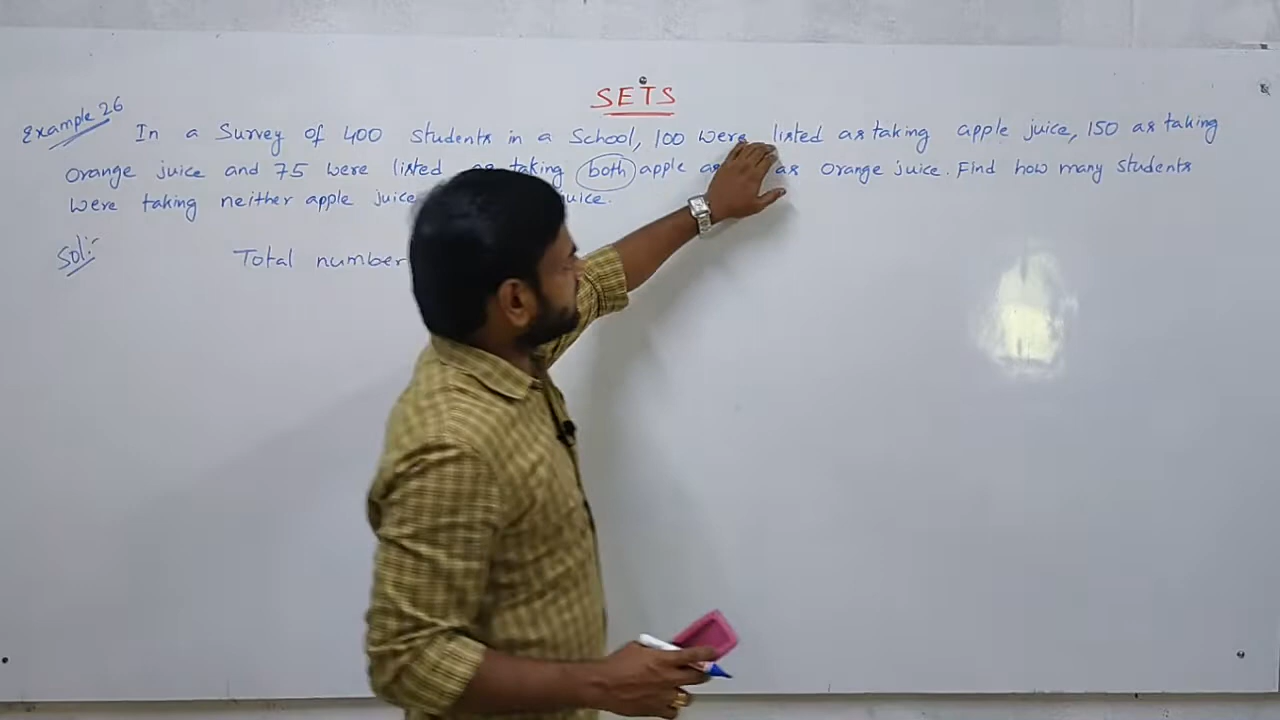 SETS
Example 26
In a Survey of 400 students in a School, 100 were listed as taking apple juice, 150 as taking
orange juice and 75 were listed taking both apple as orange juice. Find how many students
were taking neither apple juice juice.
Sol:-
Total number